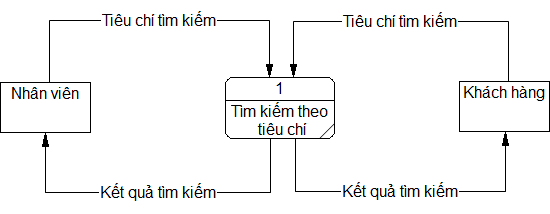 Tiêu chí tìm kiếm
Tiêu chí tìm kiếm
Nhân viên
1
Khách hàng
Tìm kiếm theo
tiêu chí
Kết quả tìm kiếm
Kết quả tìm kiếm